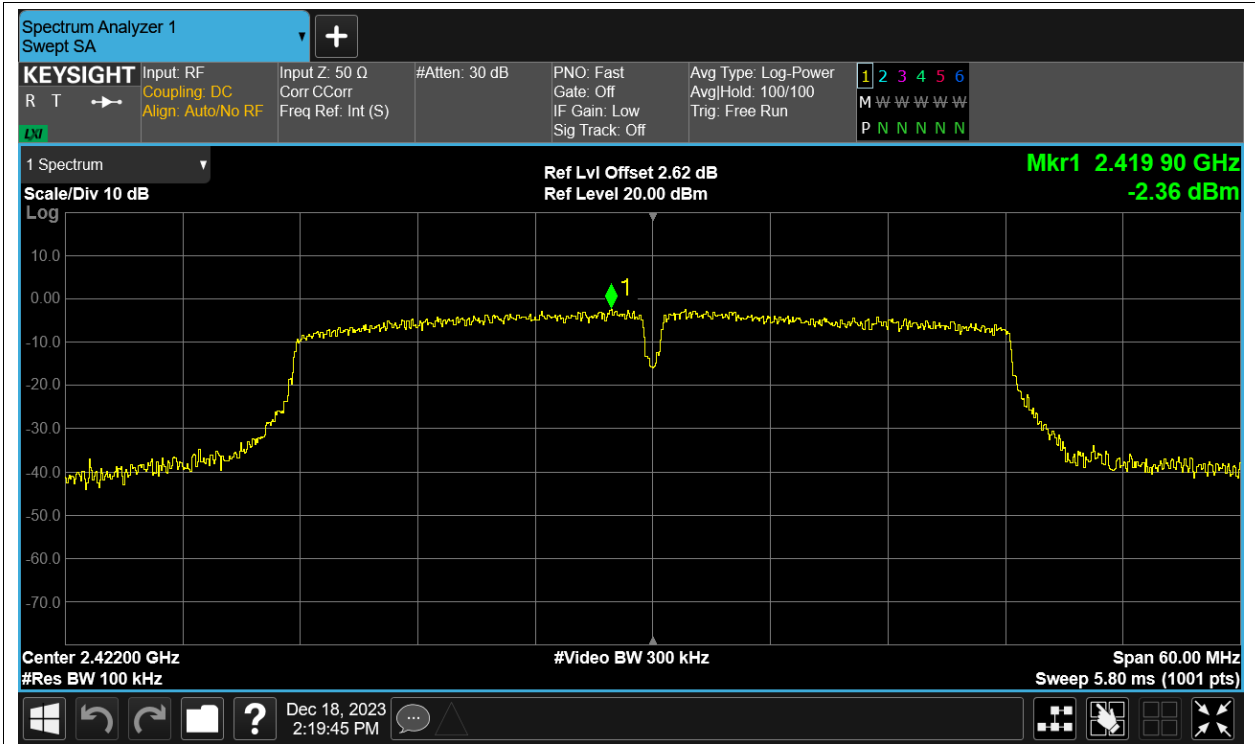 Spectrum Analyzer 1
Swept SA
KEYSIGHT
R T
LXI
Input: RF
Coupling: DC
Align: Auto/No RF
Input Z: 50 Ω
Corr CCorr
Freq Ref: Int (S)
#Atten: 30 dB
PNO: Fast
Gate: Off
IF Gain: Low
Sig Track: Off
Avg Type: Log-Power
Avg|Hold: 100/100
Trig: Free Run
1 2 3 4 5 6
M W W W W W
P N N N N N
1 Spectrum
Scale/Div 10 dB
Log
Ref Lvl Offset 2.62 dB
Ref Level 20.00 dBm
Mkr1 2.419 90 GHz
-2.36 dBm
10.0
0.00
-10.0
-20.0
-30.0
-40.0
-50.0
-60.0
-70.0
1
Center 2.42200 GHz
#Video BW 300 kHz
Span 60.00 MHz
#Res BW 100 kHz
Sweep 5.80 ms (1001 pts)
?
Dec 18, 2023
2:19:45 PM